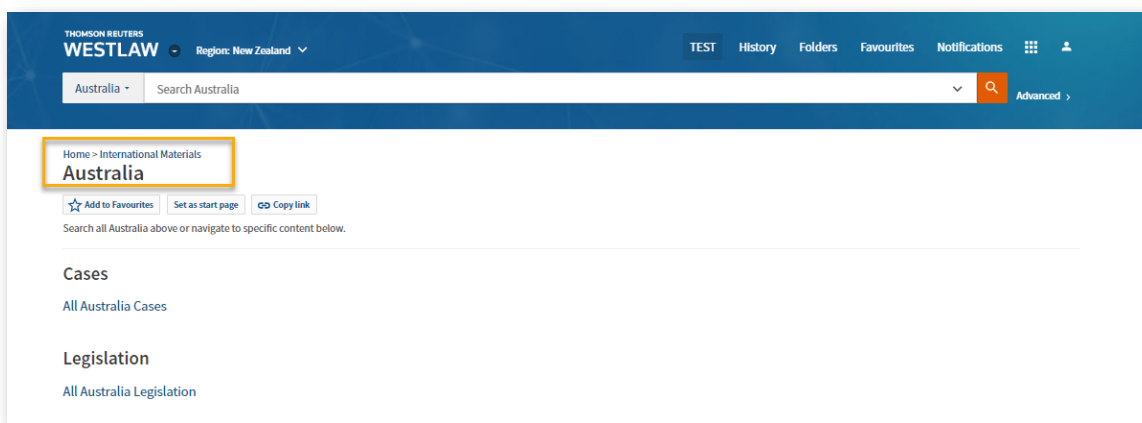 THOMSON REUTERS
WESTLAW Region: New Zealand TEST History Folders Favourites Notifications
Australia Search Australia Advanced >
Home > International Materials
Australia
Add to Favourites Set as start page Copy link
Search all Australia above or navigate to specific content below.
Cases
All Australia Cases
Legislation
All Australia Legislation